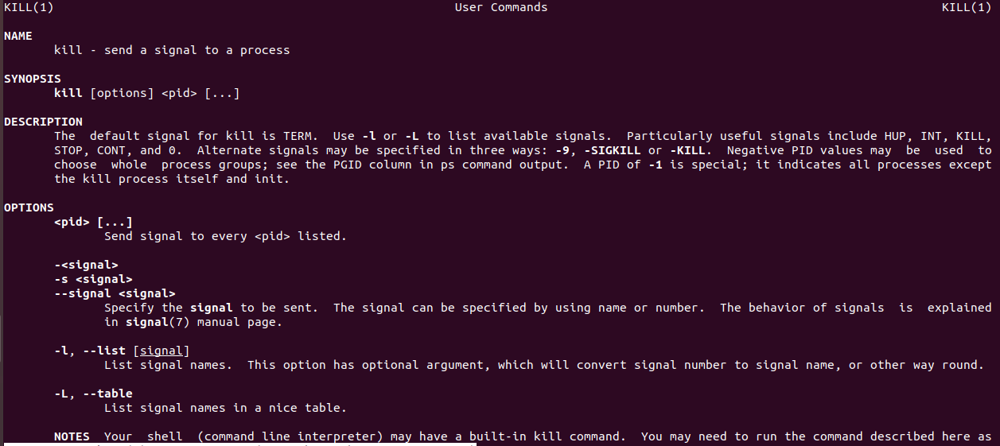 KILL(1) User Commands KILL(1)
NAME
kill - send a signal to a process
SYNOPSIS
kill [options] <pid> [...]
DESCRIPTION
The default signal for kill is TERM. Use -l or -L to list available signals. Particularly useful signals include HUP, INT, KILL,
STOP, CONT, and 0. Alternate signals may be specified in three ways: -9, -SIGKILL or -KILL. Negative PID values may be used to
choose whole process groups; see the PGID column in ps command output. A PID of -1 is special; it indicates all processes except
the kill process itself and init.
OPTIONS
<pid> [...]
Send signal to every <pid> listed.
-<signal>
-s <signal>
--signal <signal>
Specify the signal to be sent. The signal can be specified by using name or number. The behavior of signals is explained
in signal(7) manual page.
-l, --list [signal]
List signal names. This option has optional argument, which will convert signal number to signal name, or other way round.
-L, --table
List signal names in a nice table.
NOTES Your shell (command line interpreter) may have a built-in kill command. You may need to run the command described here as